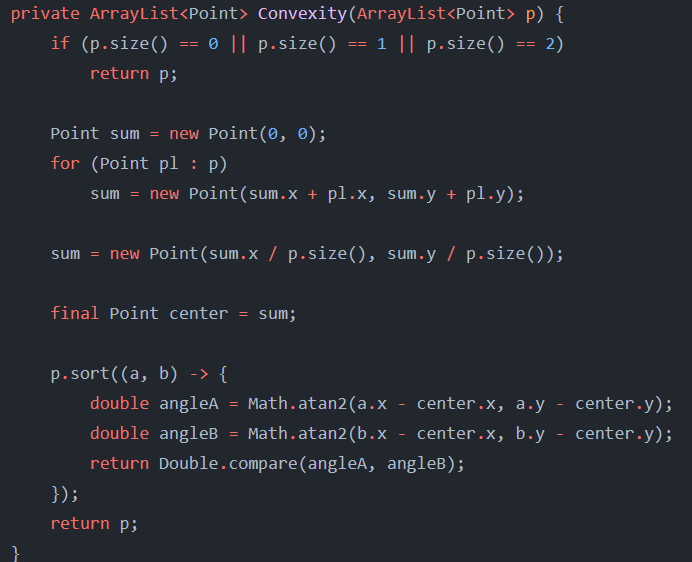 private ArrayList<Point> Convexity(ArrayList<Point> p) {
    if (p.size() == 0 || p.size() == 1 || p.size() == 2)
        return p;

    Point sum = new Point(0, 0);
    for (Point pl : p)
        sum = new Point(sum.x + pl.x, sum.y + pl.y);

    sum = new Point(sum.x / p.size(), sum.y / p.size());

    final Point center = sum;

    p.sort((a, b) -> {
        double angleA = Math.atan2(a.x - center.x, a.y - center.y);
        double angleB = Math.atan2(b.x - center.x, b.y - center.y);
        return Double.compare(angleA, angleB);
    });
    return p;
}